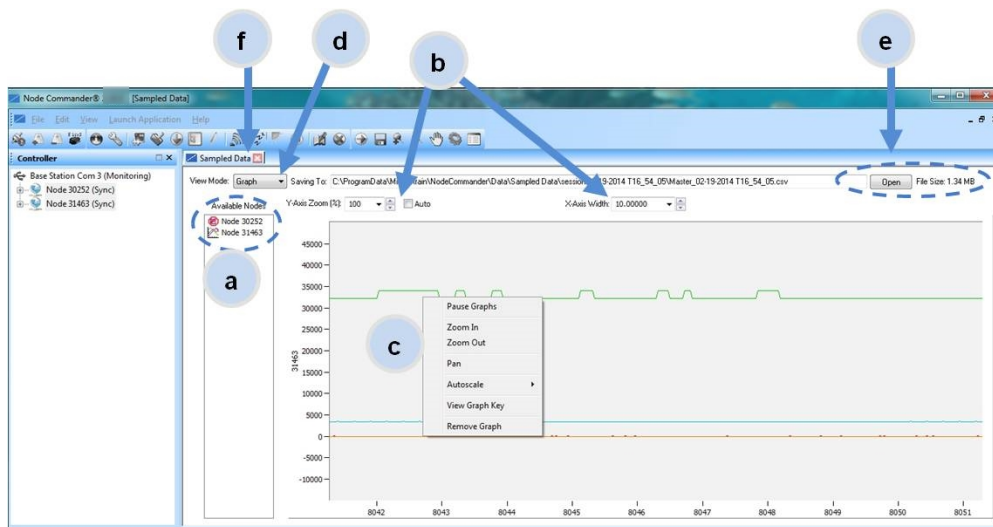 f
d
b
e
Node Commander® [Sampled Data]
File Edit View Launch Application Help
Controller
Sampled Data
Base Station Com 3 (Monitoring)
Node 30252 (Sync)
Node 31463 (Sync)
View Mode: Graph Saving To: Data\Sampled Data\ 19-2014 T16_54_05\Master_02-19-2014 T16_54_05.csv Open File Size: 1.34 MB
Available Nodes Y-Axis Zoom (%): 100 Auto X-Axis Width: 10.00000
Node 30252
Node 31463
a
45000
40000
35000
30000
25000
20000
15000
10000
5000
0
-5000
-10000
31463
c
Pause Graphs
Zoom In
Zoom Out
Pan
Autoscale
View Graph Key
Remove Graph
8042 8043 8044 8045 8046 8047 8048 8049 8050 8051